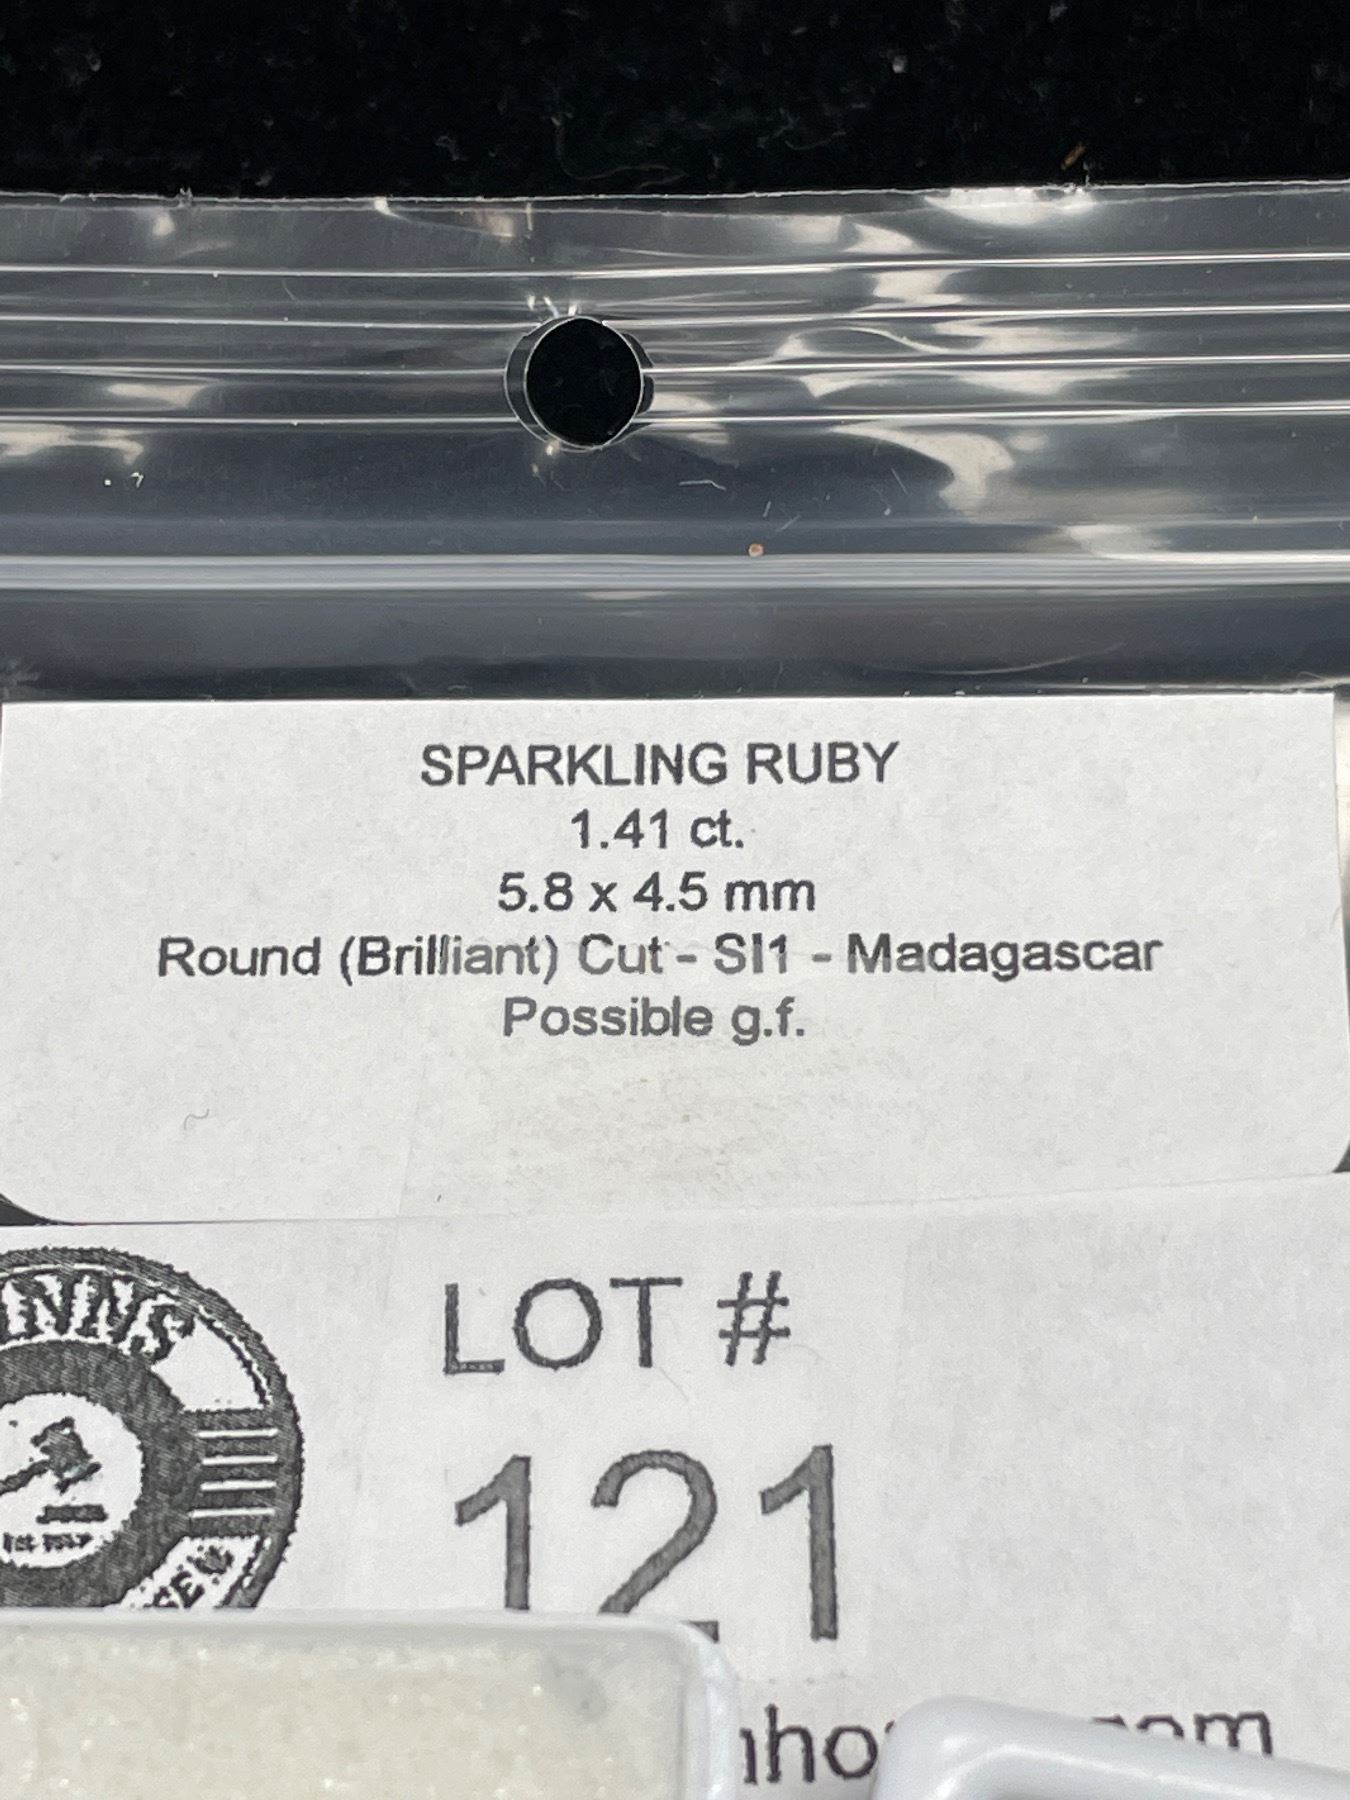 SPARKLING RUBY
1.41 ct.
5.8 x 4.5 mm
Round (Brilliant) Cut - SI1 - Madagascar
Possible g.f.
LOT #
121